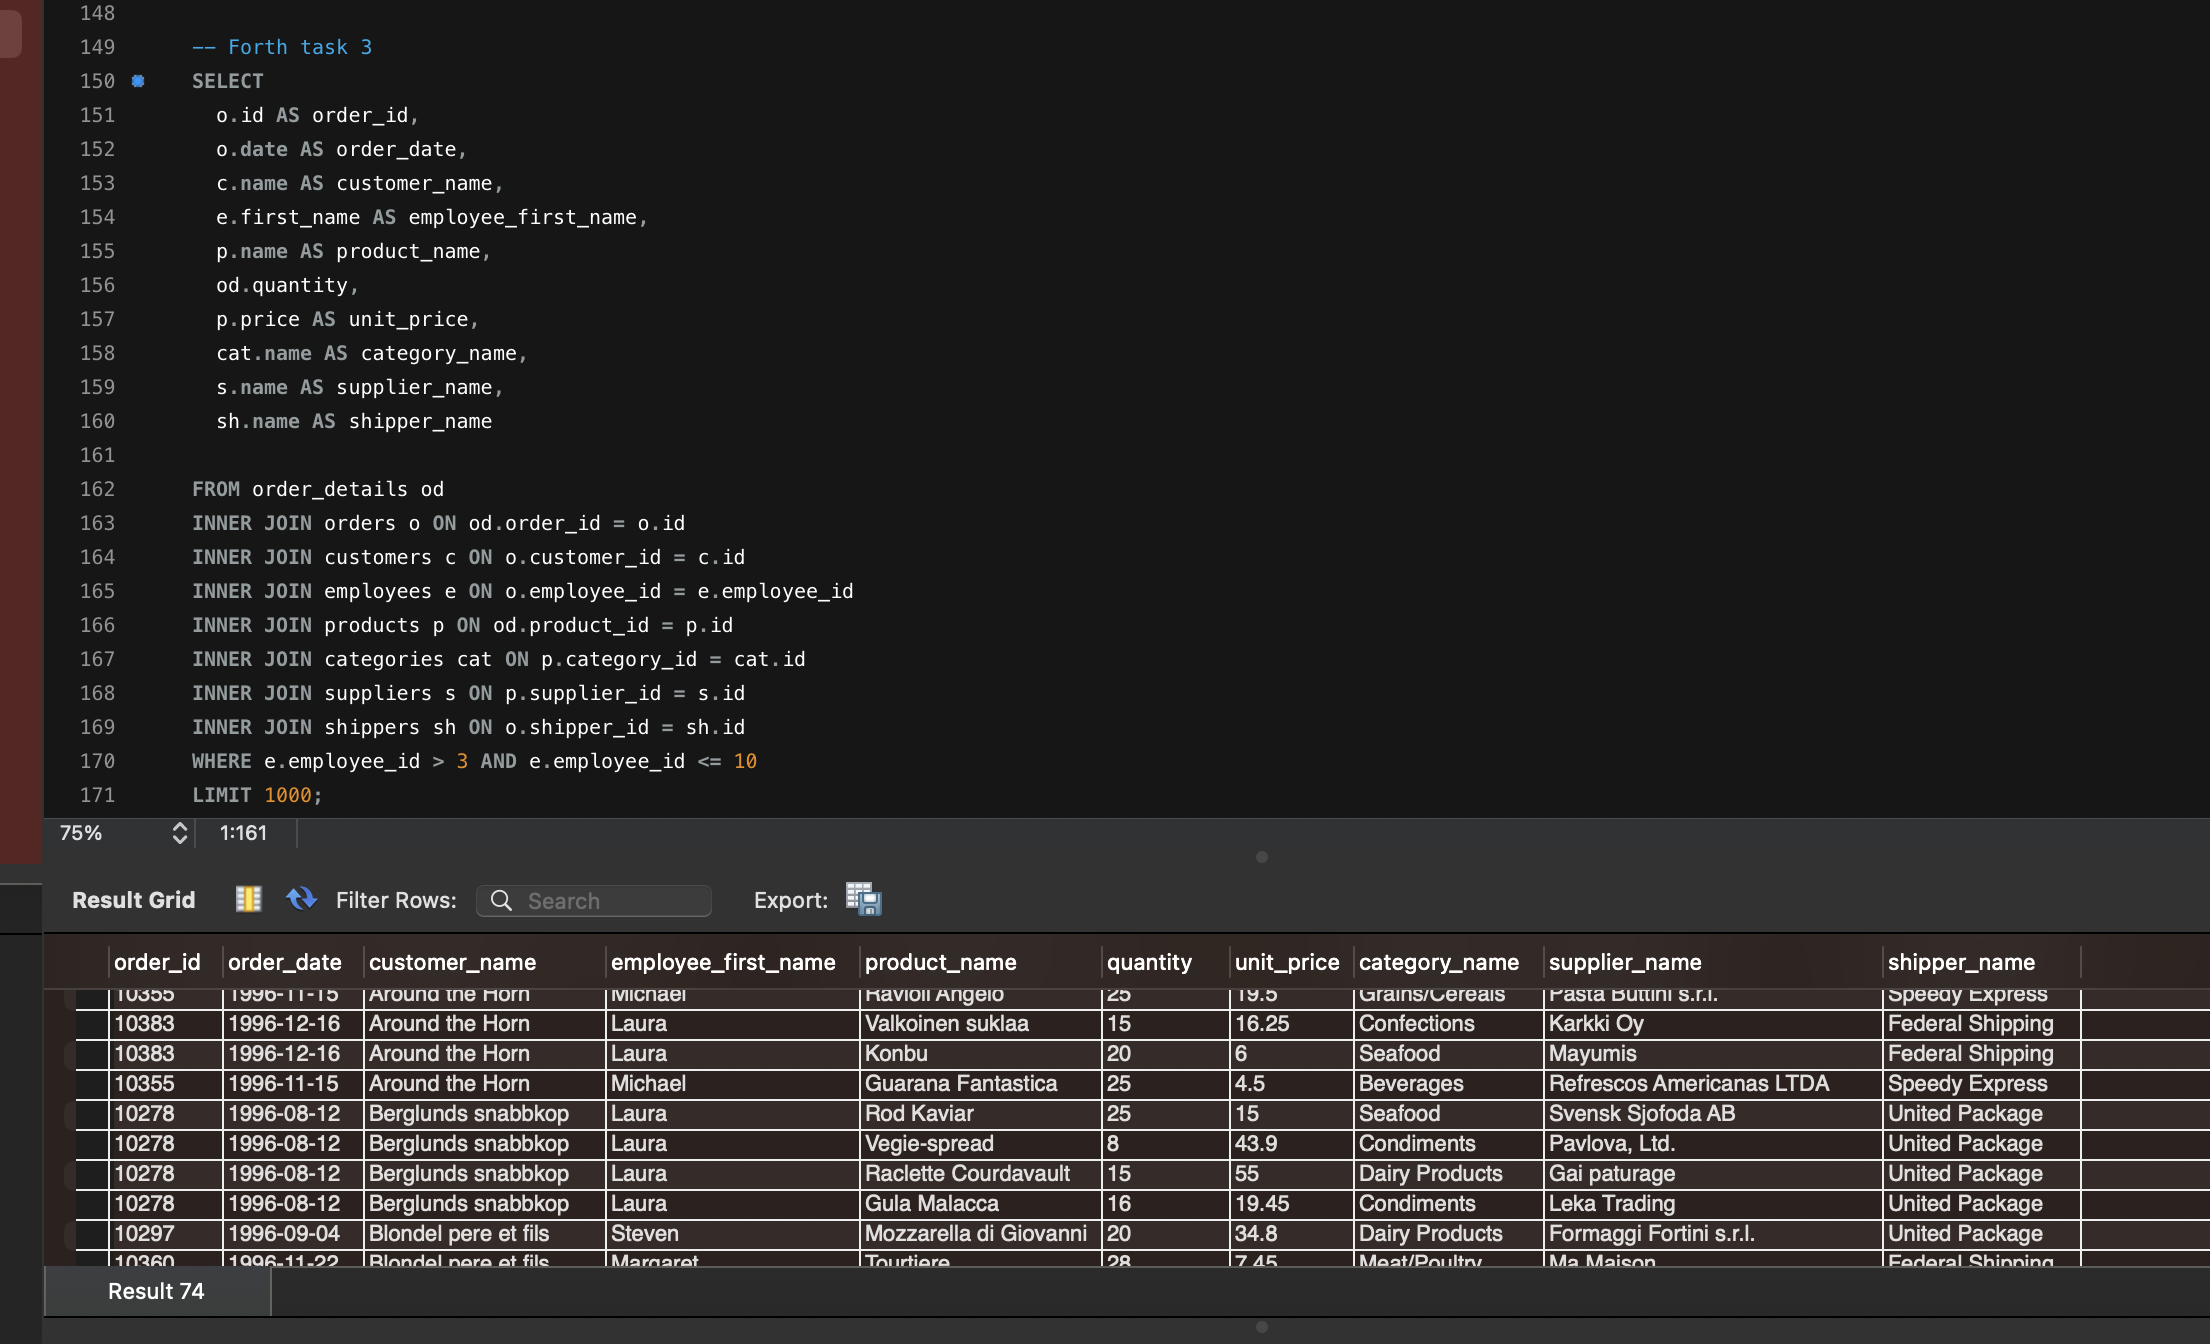 148
149 -- Forth task 3
150 SELECT
151 o.id AS order_id,
152 o.date AS order_date,
153 c.name AS customer_name,
154 e.first_name AS employee_first_name,
155 p.name AS product_name,
156 od.quantity,
157 p.price AS unit_price,
158 cat.name AS category_name,
159 s.name AS supplier_name,
160 sh.name AS shipper_name
161
162 FROM order_details od
163 INNER JOIN orders o ON od.order_id = o.id
164 INNER JOIN customers c ON o.customer_id = c.id
165 INNER JOIN employees e ON o.employee_id = e.employee_id
166 INNER JOIN products p ON od.product_id = p.id
167 INNER JOIN categories cat ON p.category_id = cat.id
168 INNER JOIN suppliers s ON p.supplier_id = s.id
169 INNER JOIN shippers sh ON o.shipper_id = sh.id
170 WHERE e.employee_id > 3 AND e.employee_id <= 10
171 LIMIT 1000;
75% 1:161
Result Grid Filter Rows: Search Export:
order_id order_date customer_name employee_first_name product_name quantity unit_price category_name supplier_name shipper_name
10355 1996-11-15 Around the Horn Michael Ravioli Angelo 25 19.5 Grains/Cereals Pasta Buttini s.r.l. Speedy Express
10383 1996-12-16 Around the Horn Laura Valkoinen suklaa 15 16.25 Confections Karkki Oy Federal Shipping
10383 1996-12-16 Around the Horn Laura Konbu 20 6 Seafood Mayumis Federal Shipping
10355 1996-11-15 Around the Horn Michael Guarana Fantastica 25 4.5 Beverages Refrescos Americanas LTDA Speedy Express
10278 1996-08-12 Berglunds snabbkop Laura Rod Kaviar 25 15 Seafood Svensk Sjofoda AB United Package
10278 1996-08-12 Berglunds snabbkop Laura Vegie-spread 8 43.9 Condiments Pavlova, Ltd. United Package
10278 1996-08-12 Berglunds snabbkop Laura Raclette Courdavault 15 55 Dairy Products Gai paturage United Package
10278 1996-08-12 Berglunds snabbkop Laura Gula Malacca 16 19.45 Condiments Leka Trading United Package
10297 1996-09-04 Blondel pere et fils Steven Mozzarella di Giovanni 20 34.8 Dairy Products Formaggi Fortini s.r.l. United Package
10360 1996-11-22 Blondel pere et fils Margaret Tourtiere 28 7.45 Meat/Poultry Ma Maison Federal Shipping
Result 74